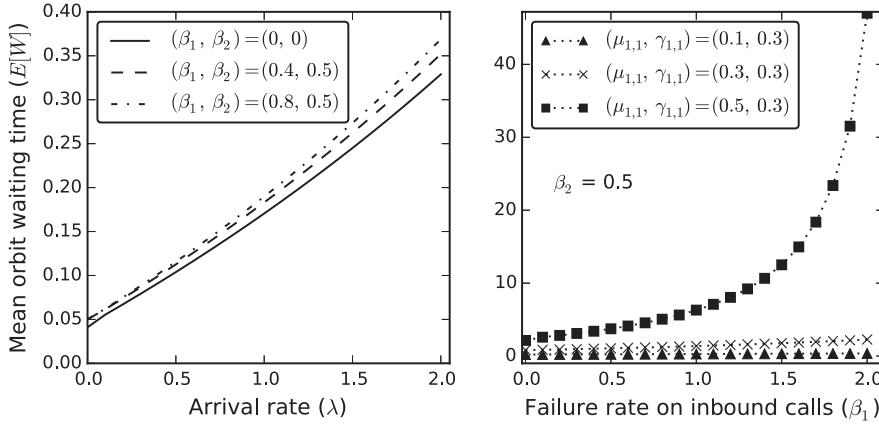 0.40
0.35
0.30
0.25
0.20
0.15
0.10
0.05
0.00
Mean orbit waiting time (E[W])
(β₁, β₂)=(0, 0)
(β₁, β₂)=(0.4, 0.5)
(β₁, β₂)=(0.8, 0.5)
0.0 0.5 1.0 1.5 2.0
Arrival rate (λ)
40
30
20
10
0
(μ₁,₁, γ₁,₁)=(0.1, 0.3)
(μ₁,₁, γ₁,₁)=(0.3, 0.3)
(μ₁,₁, γ₁,₁)=(0.5, 0.3)
β₂ = 0.5
0.0 0.5 1.0 1.5 2.0
Failure rate on inbound calls (β₁)